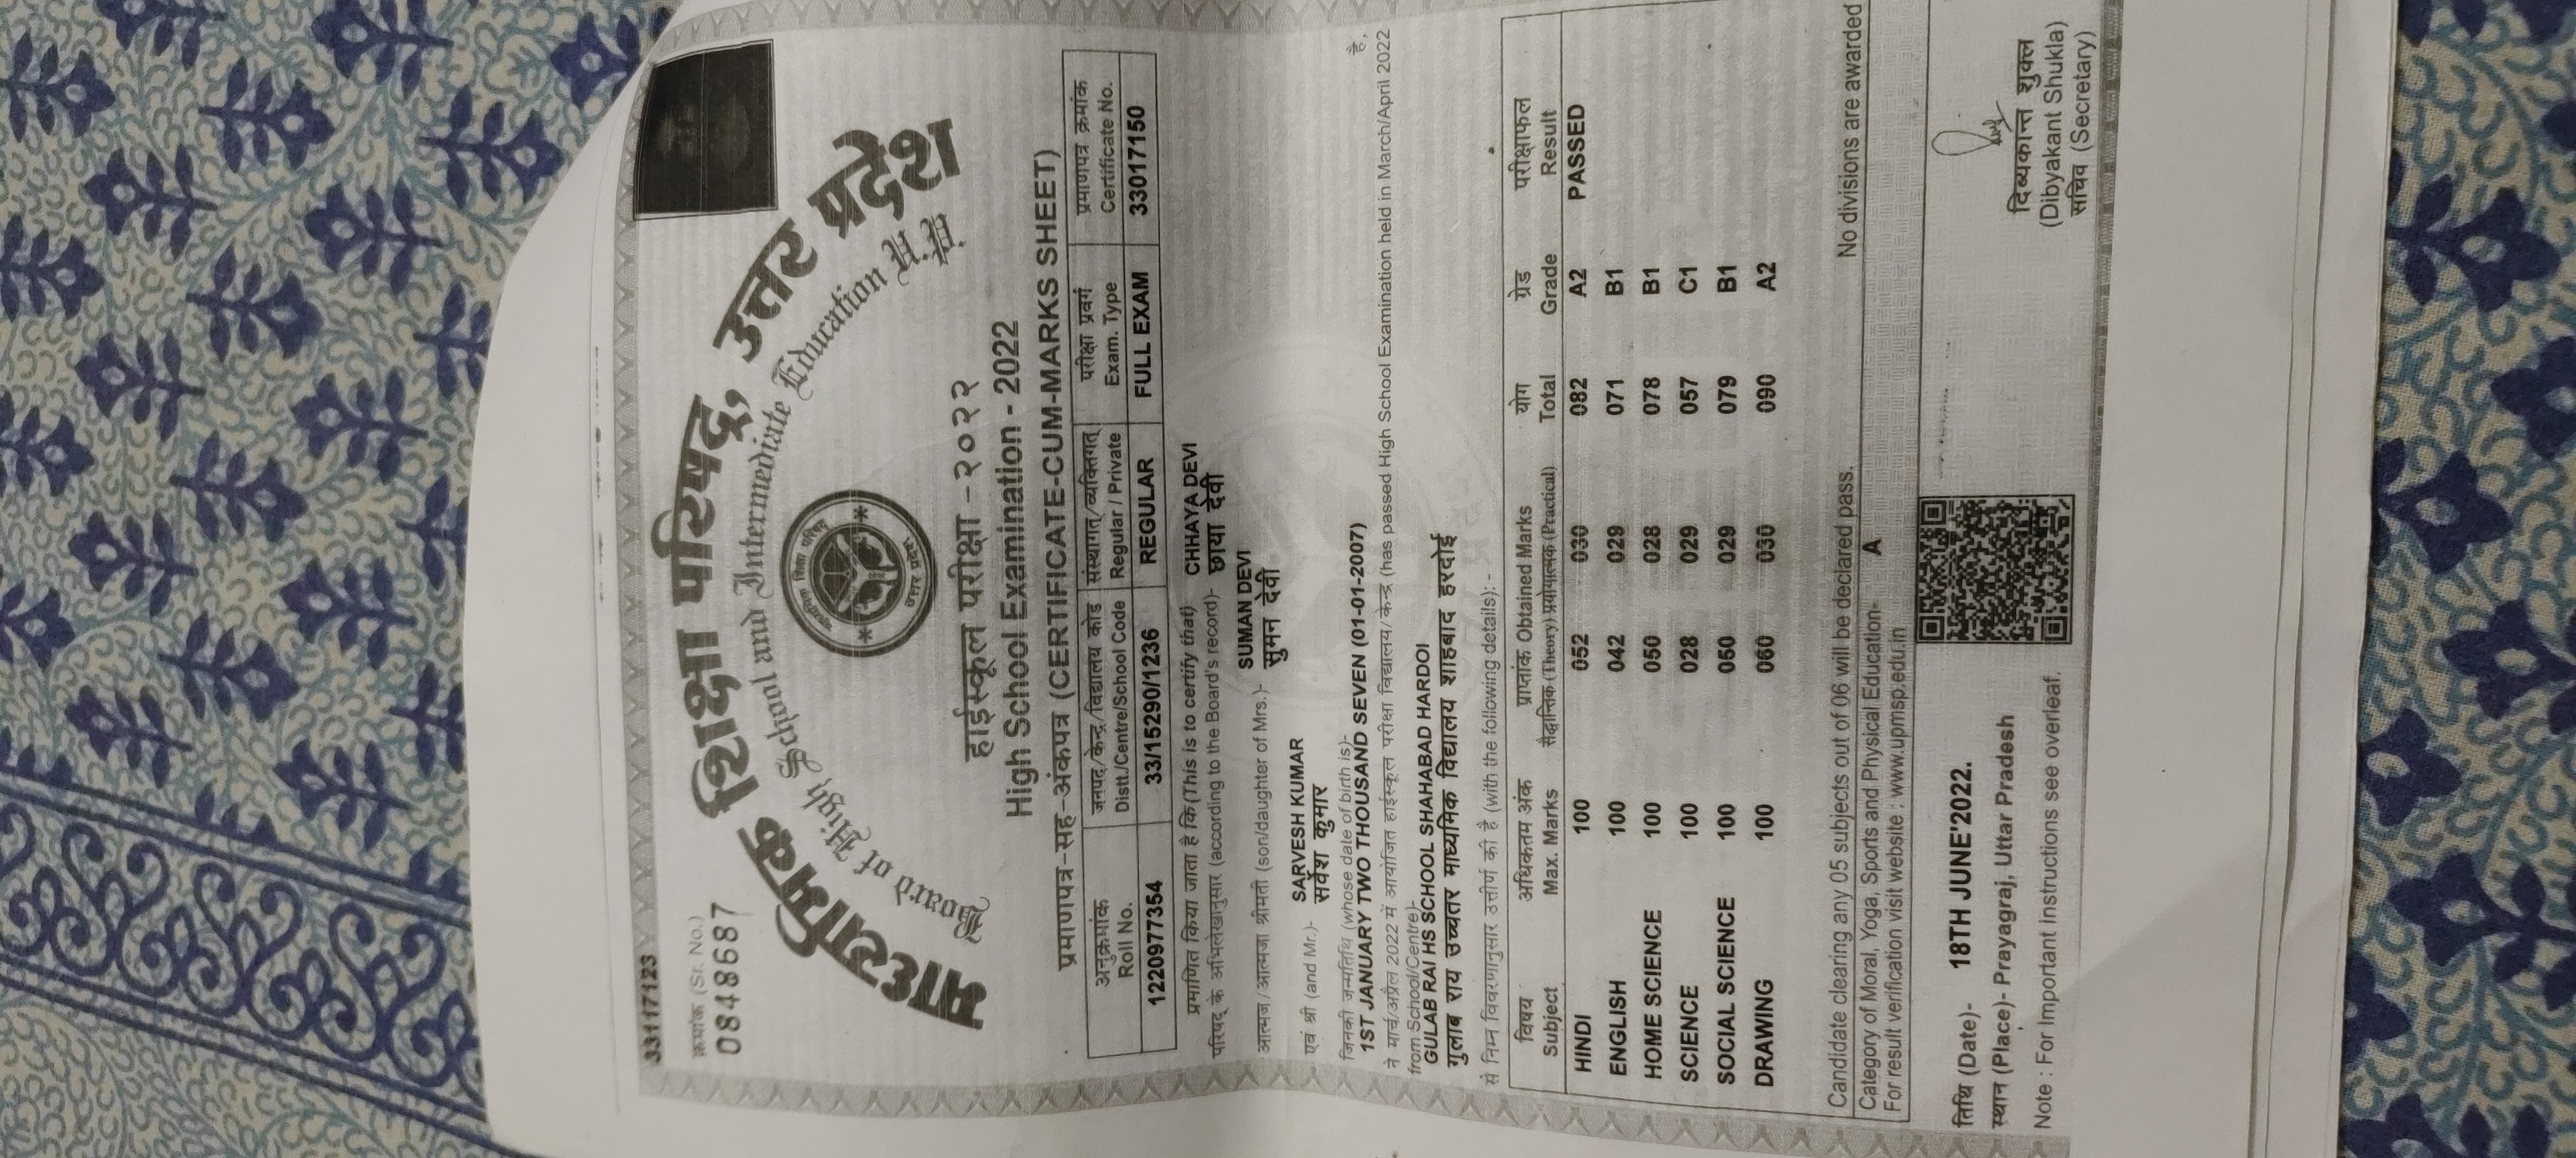 33117123
क्रमांक (Sr. No.)
0848687
माध्यमिक शिक्षा परिषद्, उत्तर प्रदेश
Board of High School and Intermediate Education U.P.
माध्यमिक शिक्षा परिषद्
उत्तर प्रदेश
हाईस्कूल परीक्षा -२०२२
High School Examination - 2022
प्रमाणपत्र-सह-अंकपत्र (CERTIFICATE-CUM-MARKS SHEET)
अनुक्रमांक जनपद/केन्द्र/विद्यालय कोड संस्थागत/व्यक्तिगत् परीक्षा प्रवर्ग प्रमाणपत्र क्रमांक
Roll No. Distt./Centre/School Code Regular / Private Exam. Type Certificate No.
1220977354 33/15290/1236 REGULAR FULL EXAM 33017150
प्रमाणित किया जाता है कि (This is to certify that) CHHAYA DEVI
परिषद् के अभिलेखानुसार (according to the Board's record)- छाया देवी
SUMAN DEVI
आत्मज/आत्मजा श्रीमती (son/daughter of Mrs.)- सुमन देवी
एवं श्री (and Mr.)- SARVESH KUMAR
सर्वेश कुमार
जिनकी जन्मतिथि (whose date of birth is)-
1ST JANUARY TWO THOUSAND SEVEN (01-01-2007) है,
ने मार्च/अप्रैल 2022 में आयोजित हाईस्कूल परीक्षा विद्यालय/केन्द्र (has passed High School Examination held in March/April 2022
from School/Centre)-
GULAB RAI HS SCHOOL SHAHABAD HARDOI
गुलाब राय उच्चतर माध्यमिक विद्यालय शाहबाद हरदोई
से निम्न विवरणानुसार उत्तीर्ण की है (with the following details):-
विषय अधिकतम अंक प्राप्तांक Obtained Marks योग ग्रेड परीक्षाफल
Subject Max. Marks सैद्धान्तिक (Theory) प्रयोगात्मक (Practical) Total Grade Result
HINDI 100 052 030 082 A2 PASSED
ENGLISH 100 042 029 071 B1
HOME SCIENCE 100 050 028 078 B1
SCIENCE 100 028 029 057 C1
SOCIAL SCIENCE 100 050 029 079 B1
DRAWING 100 060 030 090 A2
Candidate clearing any 05 subjects out of 06 will be declared pass. No divisions are awarded
Category of Moral, Yoga, Sports and Physical Education- A
For result verification visit website : www.upmsp.edu.in
तिथि (Date)- 18TH JUNE'2022.
स्थान (Place)- Prayagraj, Uttar Pradesh
Note : For Important Instructions see overleaf.
दिब्यकान्त शुक्ल
(Dibyakant Shukla)
सचिव (Secretary)